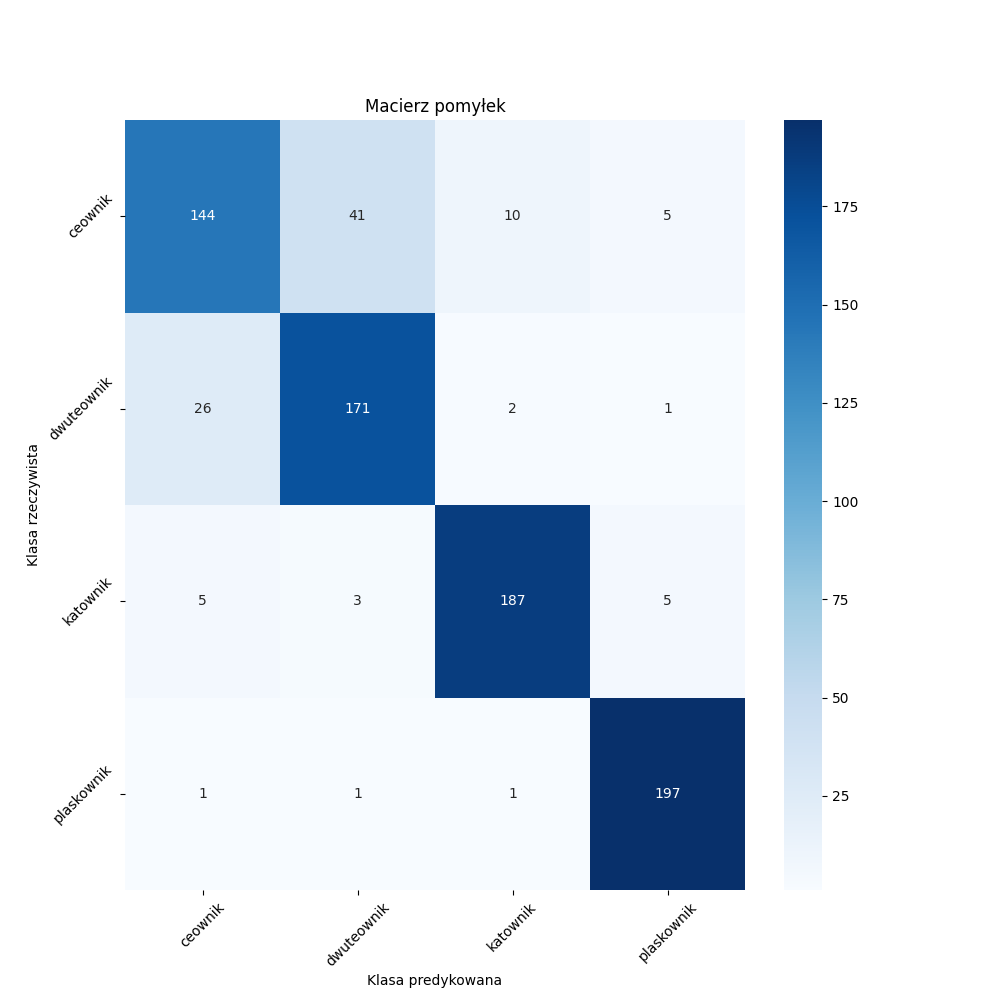 Macierz pomyłek
ceownik
144 41 10 5
dwuteownik
26 171 2 1
katownik
5 3 187 5
plaskownik
1 1 1 197
Klasa rzeczywista
ceownik dwuteownik katownik plaskownik
Klasa predykowana
175
150
125
100
75
50
25